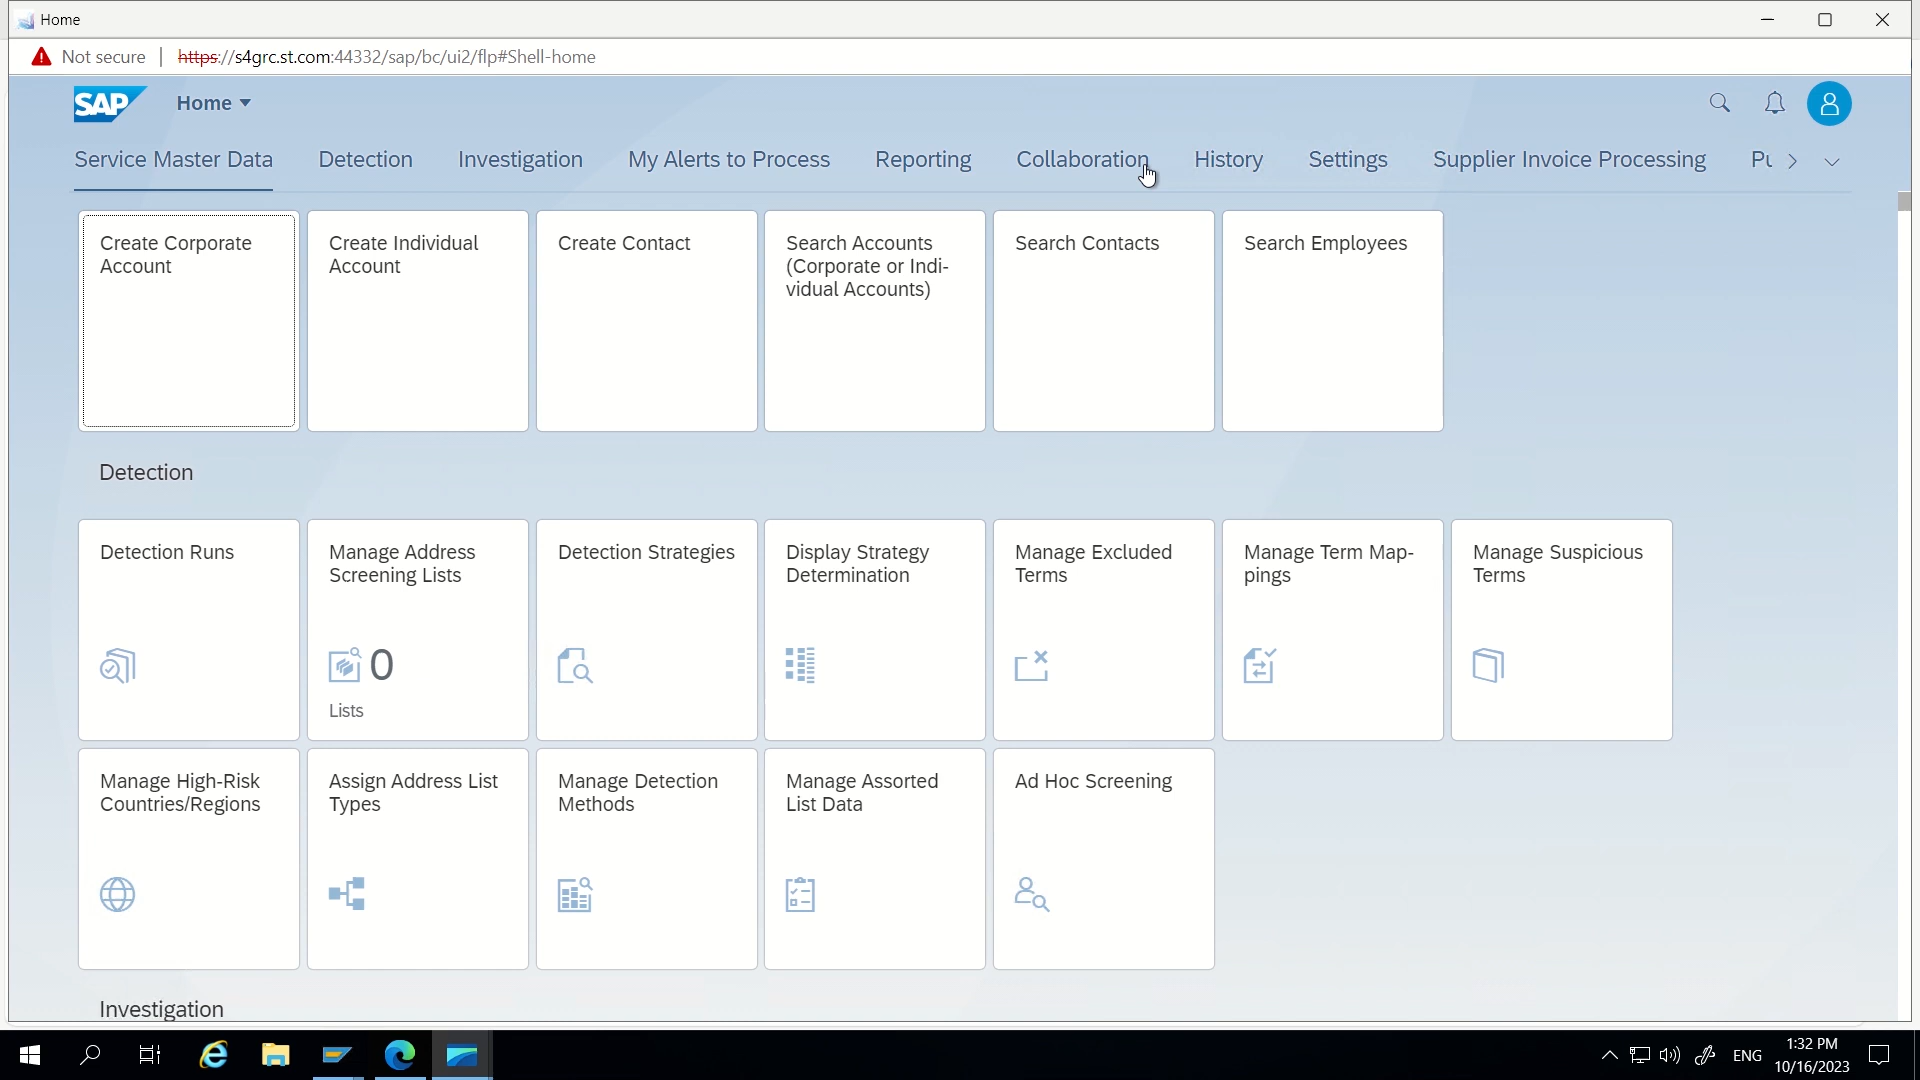 Home
Not secure
https://s4grc.st.com:44332/sap/bc/ui2/flp#Shell-home
SAP Home
Service Master Data Detection Investigation My Alerts to Process Reporting Collaboration History Settings Supplier Invoice Processing
Create Corporate
Account
Create Individual
Account
Create Contact
Search Accounts
(Corporate or Indi-
vidual Accounts)
Search Contacts
Search Employees
Detection
Detection Runs
Manage Address
Screening Lists
0
Lists
Detection Strategies
Display Strategy
Determination
Manage Excluded
Terms
Manage Term Map-
pings
Manage Suspicious
Terms
Manage High-Risk
Countries/Regions
Assign Address List
Types
Manage Detection
Methods
Manage Assorted
List Data
Ad Hoc Screening
Investigation
ENG
1:32 PM
10/16/2023